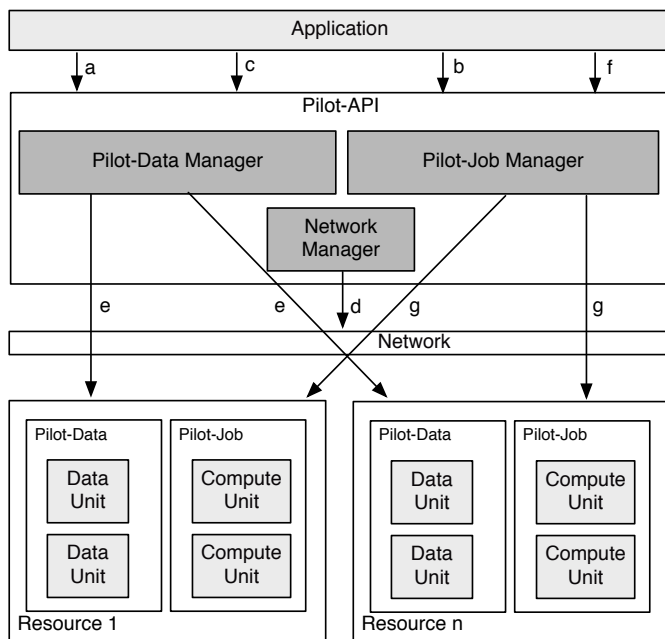 Application
a
c
b
f
Pilot-API
Pilot-Data Manager
Pilot-Job Manager
Network
Manager
e
e
d
g
g
Network
Pilot-Data
Pilot-Job
Data
Unit
Compute
Unit
Data
Unit
Compute
Unit
Resource 1
Pilot-Data
Pilot-Job
Data
Unit
Compute
Unit
Data
Unit
Compute
Unit
Resource n